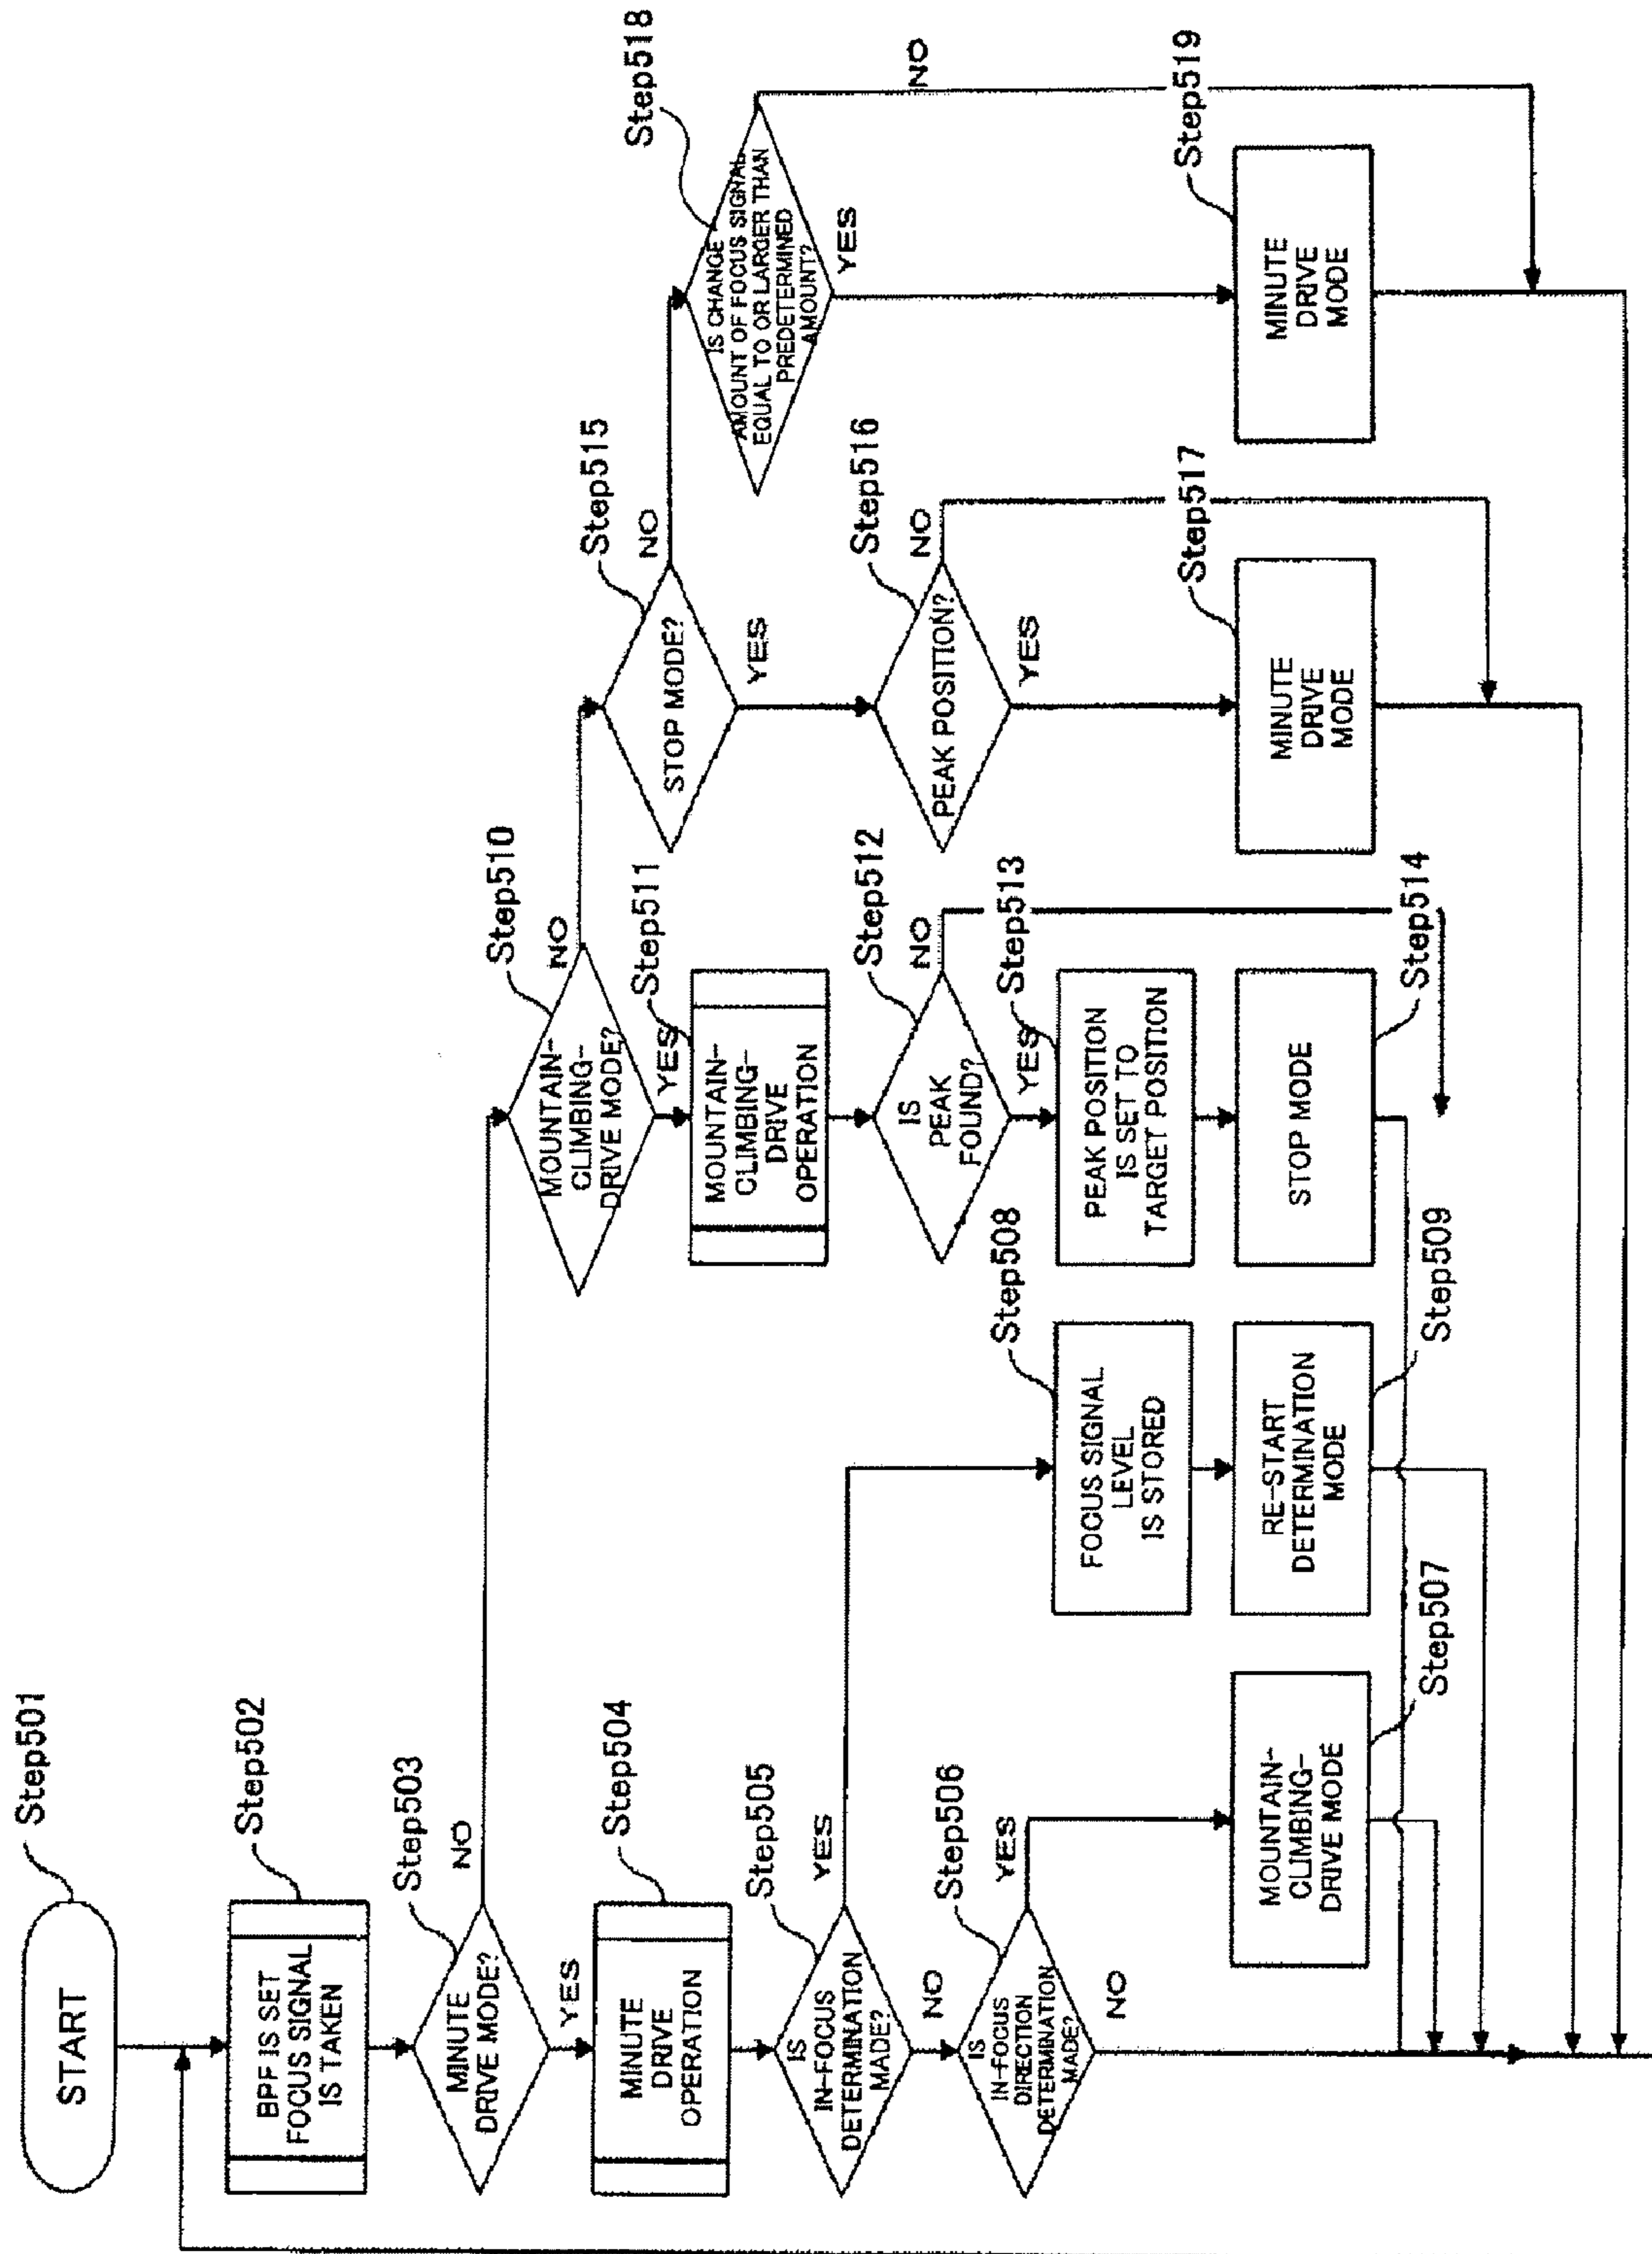 Step501
START
Step502
BPF IS SET
FOCUS SIGNAL
IS TAKEN
Step503
MINUTE
DRIVE MODE?
NO
YES
Step504
MINUTE
DRIVE
OPERATION
Step505
IS
IN-FOCUS
DETERMINATION
MADE?
YES
NO
Step506
IS
IN-FOCUS
DIRECTION
DETERMINATION
MADE?
YES
NO
Step507
MOUNTAIN-
CLIMBING-
DRIVE MODE
Step508
FOCUS SIGNAL
LEVEL
IS STORED
Step509
RE-START
DETERMINATION
MODE
Step510
MOUNTAIN-
CLIMBING-
DRIVE MODE?
NO
YES
Step511
MOUNTAIN-
CLIMBING-
DRIVE
OPERATION
Step512
IS
PEAK
FOUND?
NO
YES
Step513
PEAK POSITION
IS SET TO
TARGET POSITION
Step514
STOP MODE
Step515
STOP MODE?
NO
YES
Step516
PEAK POSITION?
NO
YES
Step517
MINUTE
DRIVE
MODE
Step518
IS CHANGE
AMOUNT OF FOCUS SIGNAL
EQUAL TO OR LARGER THAN
PREDETERMINED
AMOUNT?
NO
YES
Step519
MINUTE
DRIVE
MODE